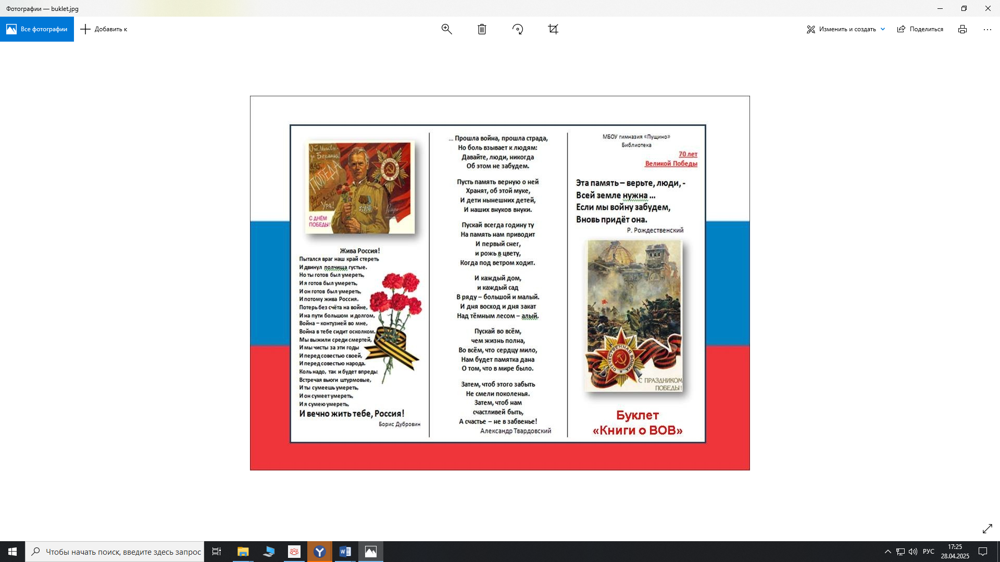 Фотографии — buklet.jpg
Все фотографии
Добавить к
Изменить и создать
Поделиться
От Москвы
до Берлина
ПОБЕДА
УРА!
С ДНЁМ
ПОБЕДЫ!
Жива Россия!
Пытался враг наш край стереть
И двинул полчища густые.
Но ты готов был умереть,
И я готов был умереть,
И он готов был умереть,
И потому жива Россия.
Потерь без счёта на войне,
И на пути большом и долгом,
Война – контузией во мне,
Война в тебе сидит осколком.
Мы выжили среди смертей,
И мы чисты за эти годы
И перед совестью своей,
И перед совестью народа.
Коль надо, так и будет впредь:
Встречая вьюги штурмовые,
И ты сумеешь умереть,
И он сумеет умереть,
И я сумею умереть,
И вечно жить тебе, Россия!
Борис Дубровин
... Прошла война, прошла страда,
Но боль взывает к людям:
Давайте, люди, никогда
Об этом не забудем.
Пусть память верную о ней
Хранят, об этой муке,
И дети нынешних детей,
И наших внуков внуки.
Пускай всегда годину ту
На память нам приводит
И первый снег,
и рожь в цвету,
Когда под ветром ходит.
И каждый дом,
и каждый сад
В ряду – большой и малый.
И дня восход и дня закат
Над тёмным лесом – алый.
Пускай во всём,
чем жизнь полна,
Во всём, что сердцу мило,
Нам будет памятка дана
О том, что в мире было.
Затем, чтоб этого забыть
Не смели поколенья.
Затем, чтоб нам
счастливей быть,
А счастье – не в забвенье!
Александр Твардовский
МБОУ гимназия «Пущино»
Библиотека
70 лет
Великой Победы
Эта память – верьте, люди, -
Всей земле нужна ...
Если мы войну забудем,
Вновь придёт она.
Р. Рождественский
ОТЕЧЕСТВЕННАЯ ВОЙНА
С ПРАЗДНИКОМ
ПОБЕДЫ!
Буклет
«Книги о ВОВ»
Чтобы начать поиск, введите здесь запрос
РУС
17:25
28.04.2025